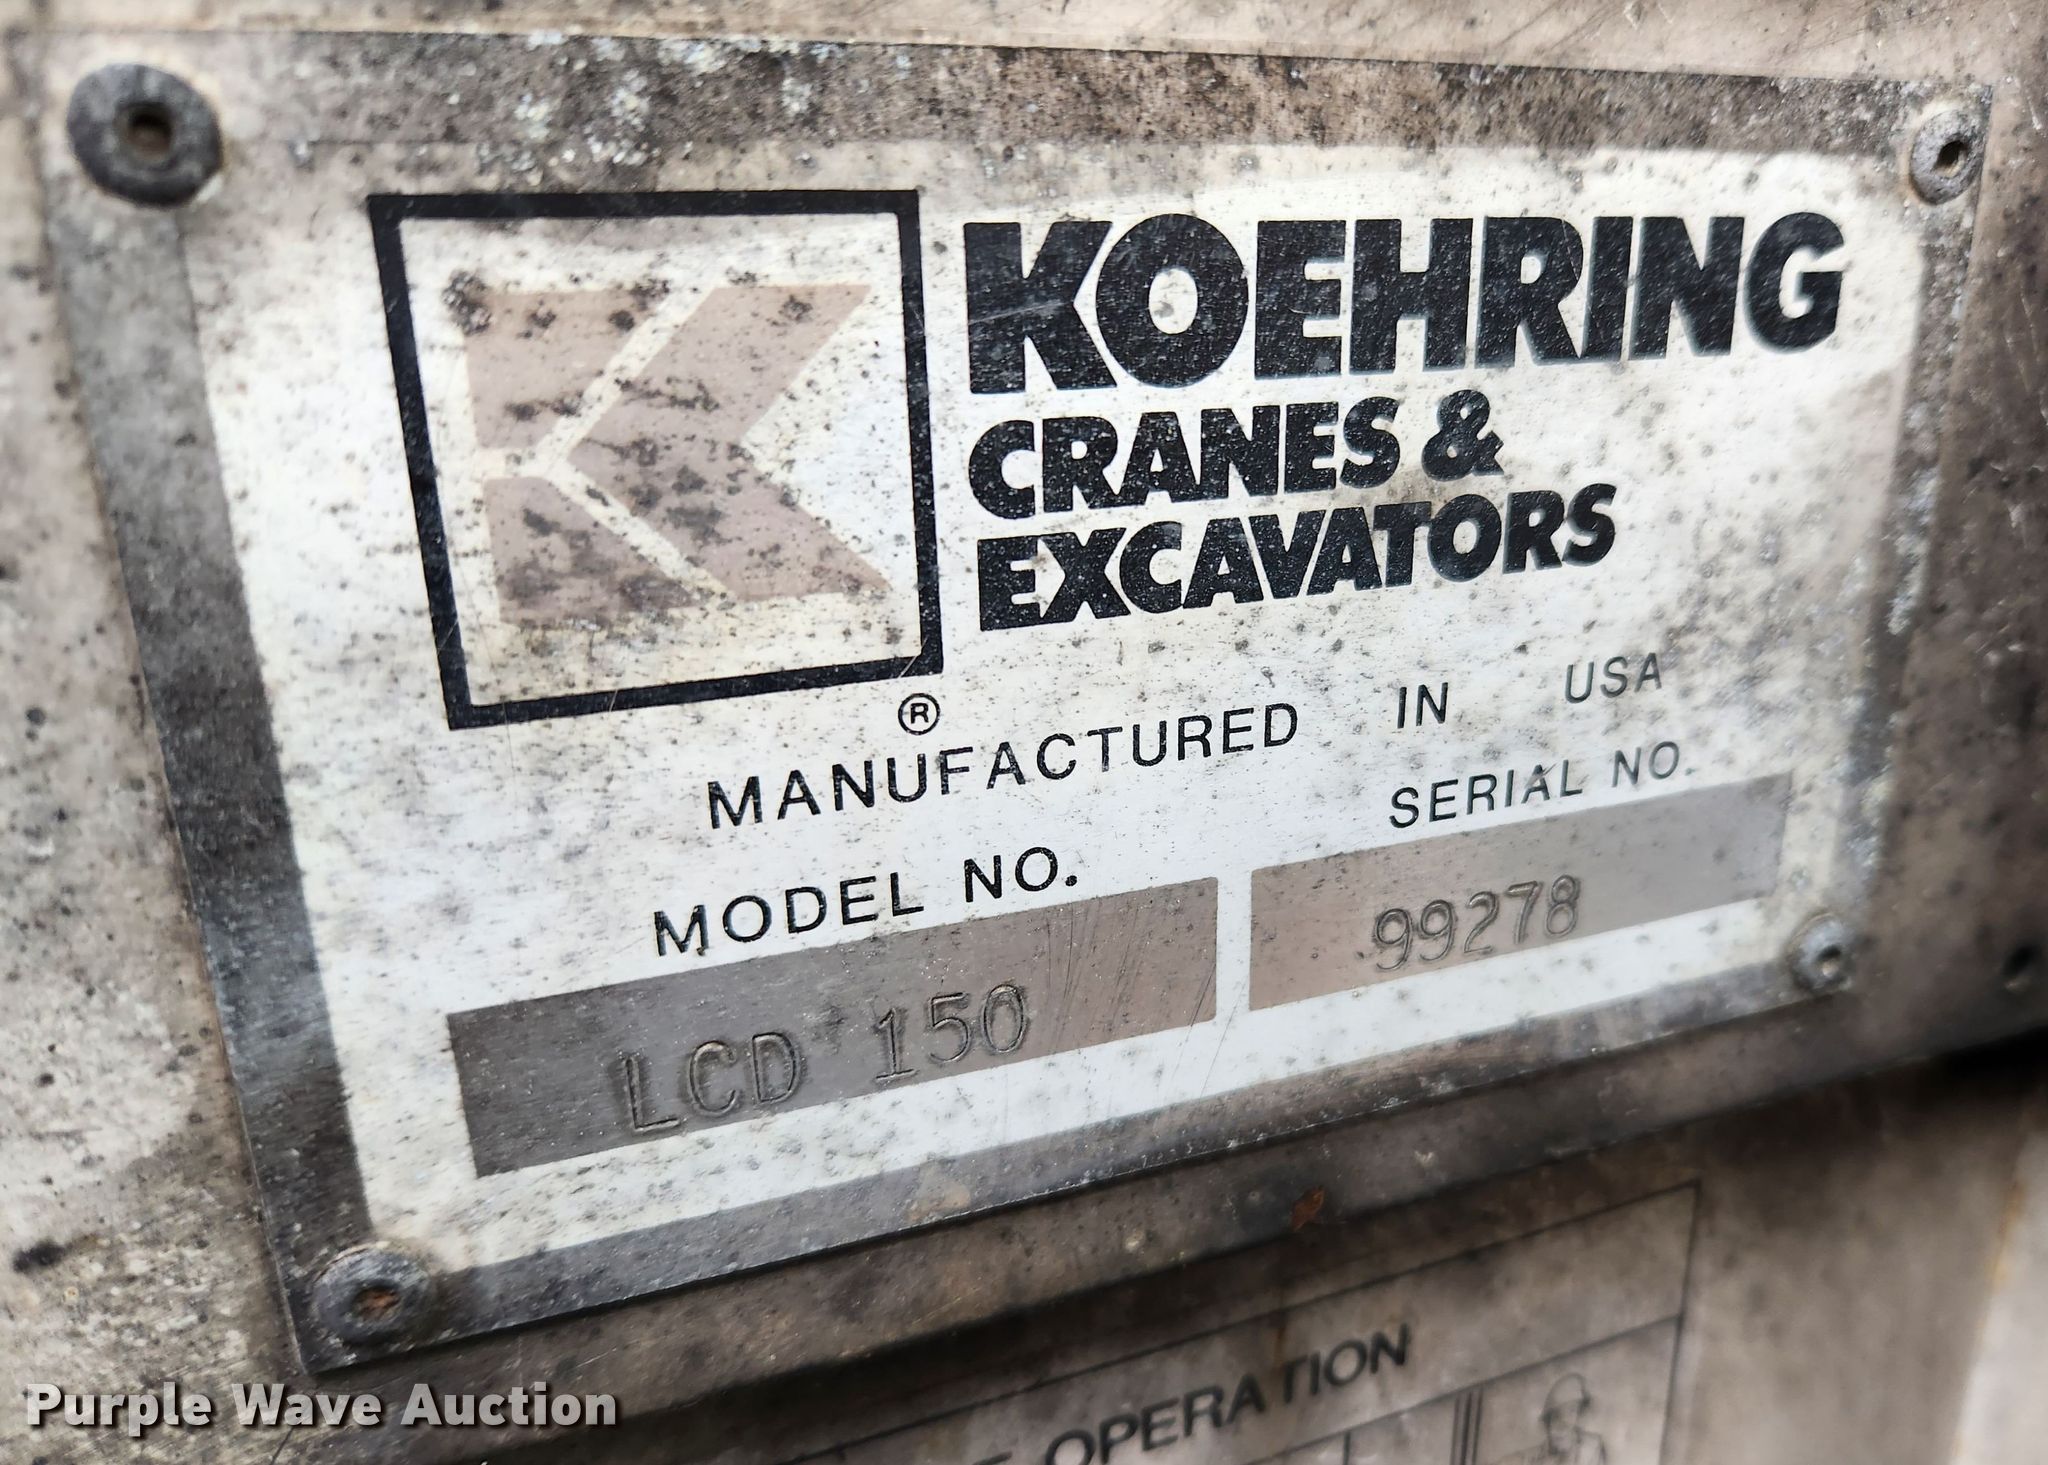 KOEHRING
CRANES &
EXCAVATORS
®
MANUFACTURED IN USA
MODEL NO. SERIAL NO.
LCD 150 99278
OPERATION
Purple Wave Auction